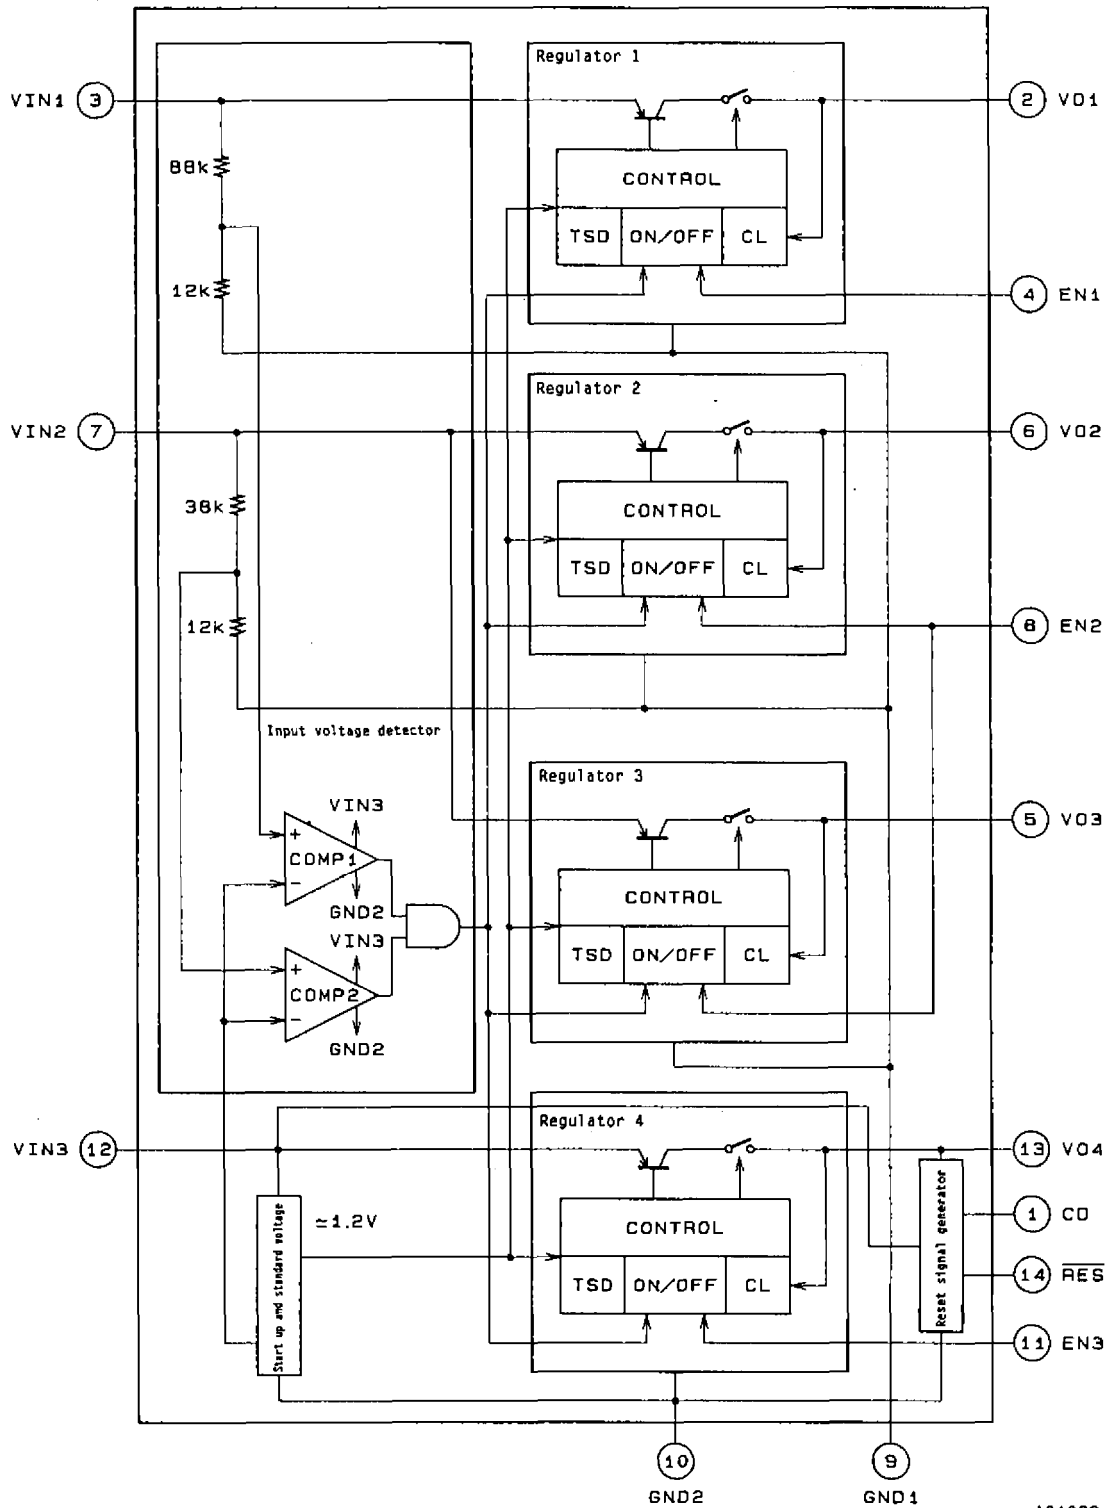 Regulator 1
VIN1 3
2 VO1
88k
CONTROL
TSD ON/OFF CL
12k
4 EN1
Regulator 2
VIN2 7
6 VO2
38k
CONTROL
TSD ON/OFF CL
12k
8 EN2
Input voltage detector
Regulator 3
VIN3
5 VO3
+
COMP1
−
GND2
CONTROL
VIN3
TSD ON/OFF CL
+
COMP2
−
GND2
Regulator 4
VIN3 12
13 VO4
Start up and standard voltage
≃1.2V
CONTROL
Reset signal generator
1 CD
TSD ON/OFF CL
14 RES
11 EN3
10
9
GND2
GND1